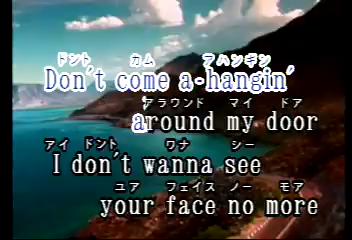 ドント カム アハンギン
Don't come a-hangin'
アラウンド マイ ドア
around my door
アイ ドント ワナ シー
I don't wanna see
ユア フェイス ノー モア
your face no more